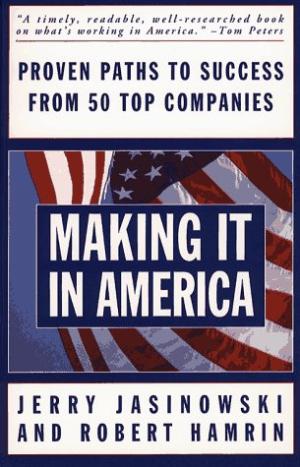 "A timely, readable, well-researched book
on what's working in America." –Tom Peters
PROVEN PATHS TO SUCCESS
FROM 50 TOP COMPANIES
MAKING IT
IN AMERICA
JERRY JASINOWSKI
AND ROBERT HAMRIN